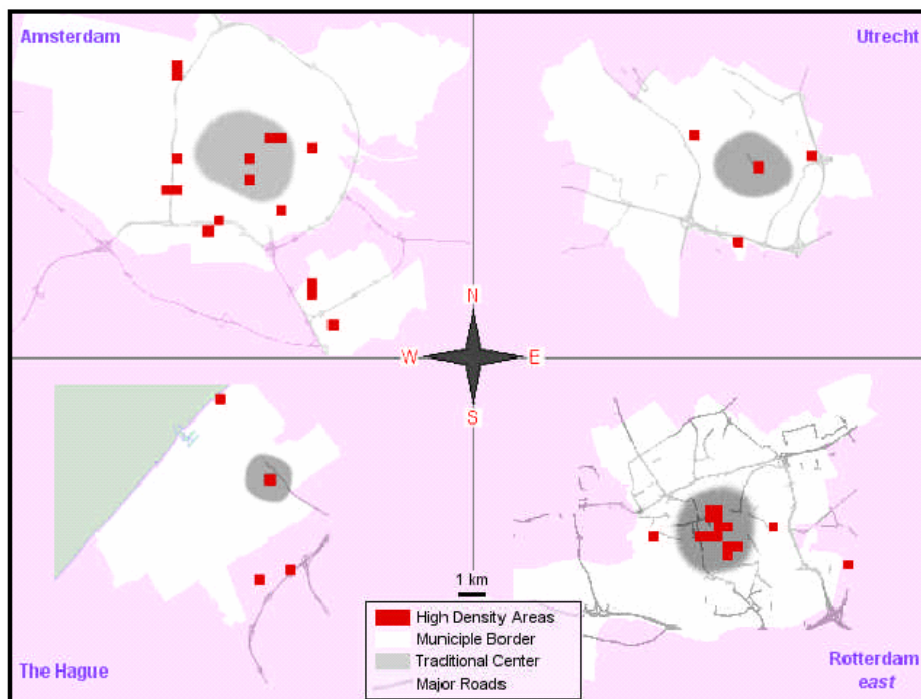 Amsterdam
Utrecht
N
W
E
S
1 km
High Density Areas
Municiple Border
Traditional Center
Major Roads
The Hague
Rotterdam
east